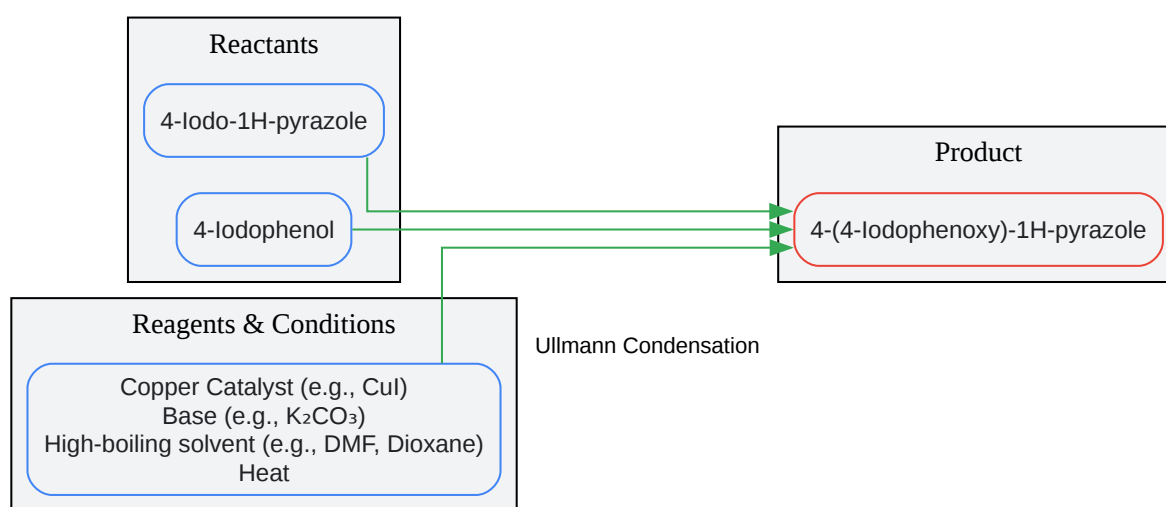 Reactants
4-Iodo-1H-pyrazole
4-Iodophenol
Product
4-(4-Iodophenoxy)-1H-pyrazole
Reagents & Conditions
Copper Catalyst (e.g., CuI)
Base (e.g., K₂CO₃)
High-boiling solvent (e.g., DMF, Dioxane)
Heat
Ullmann Condensation